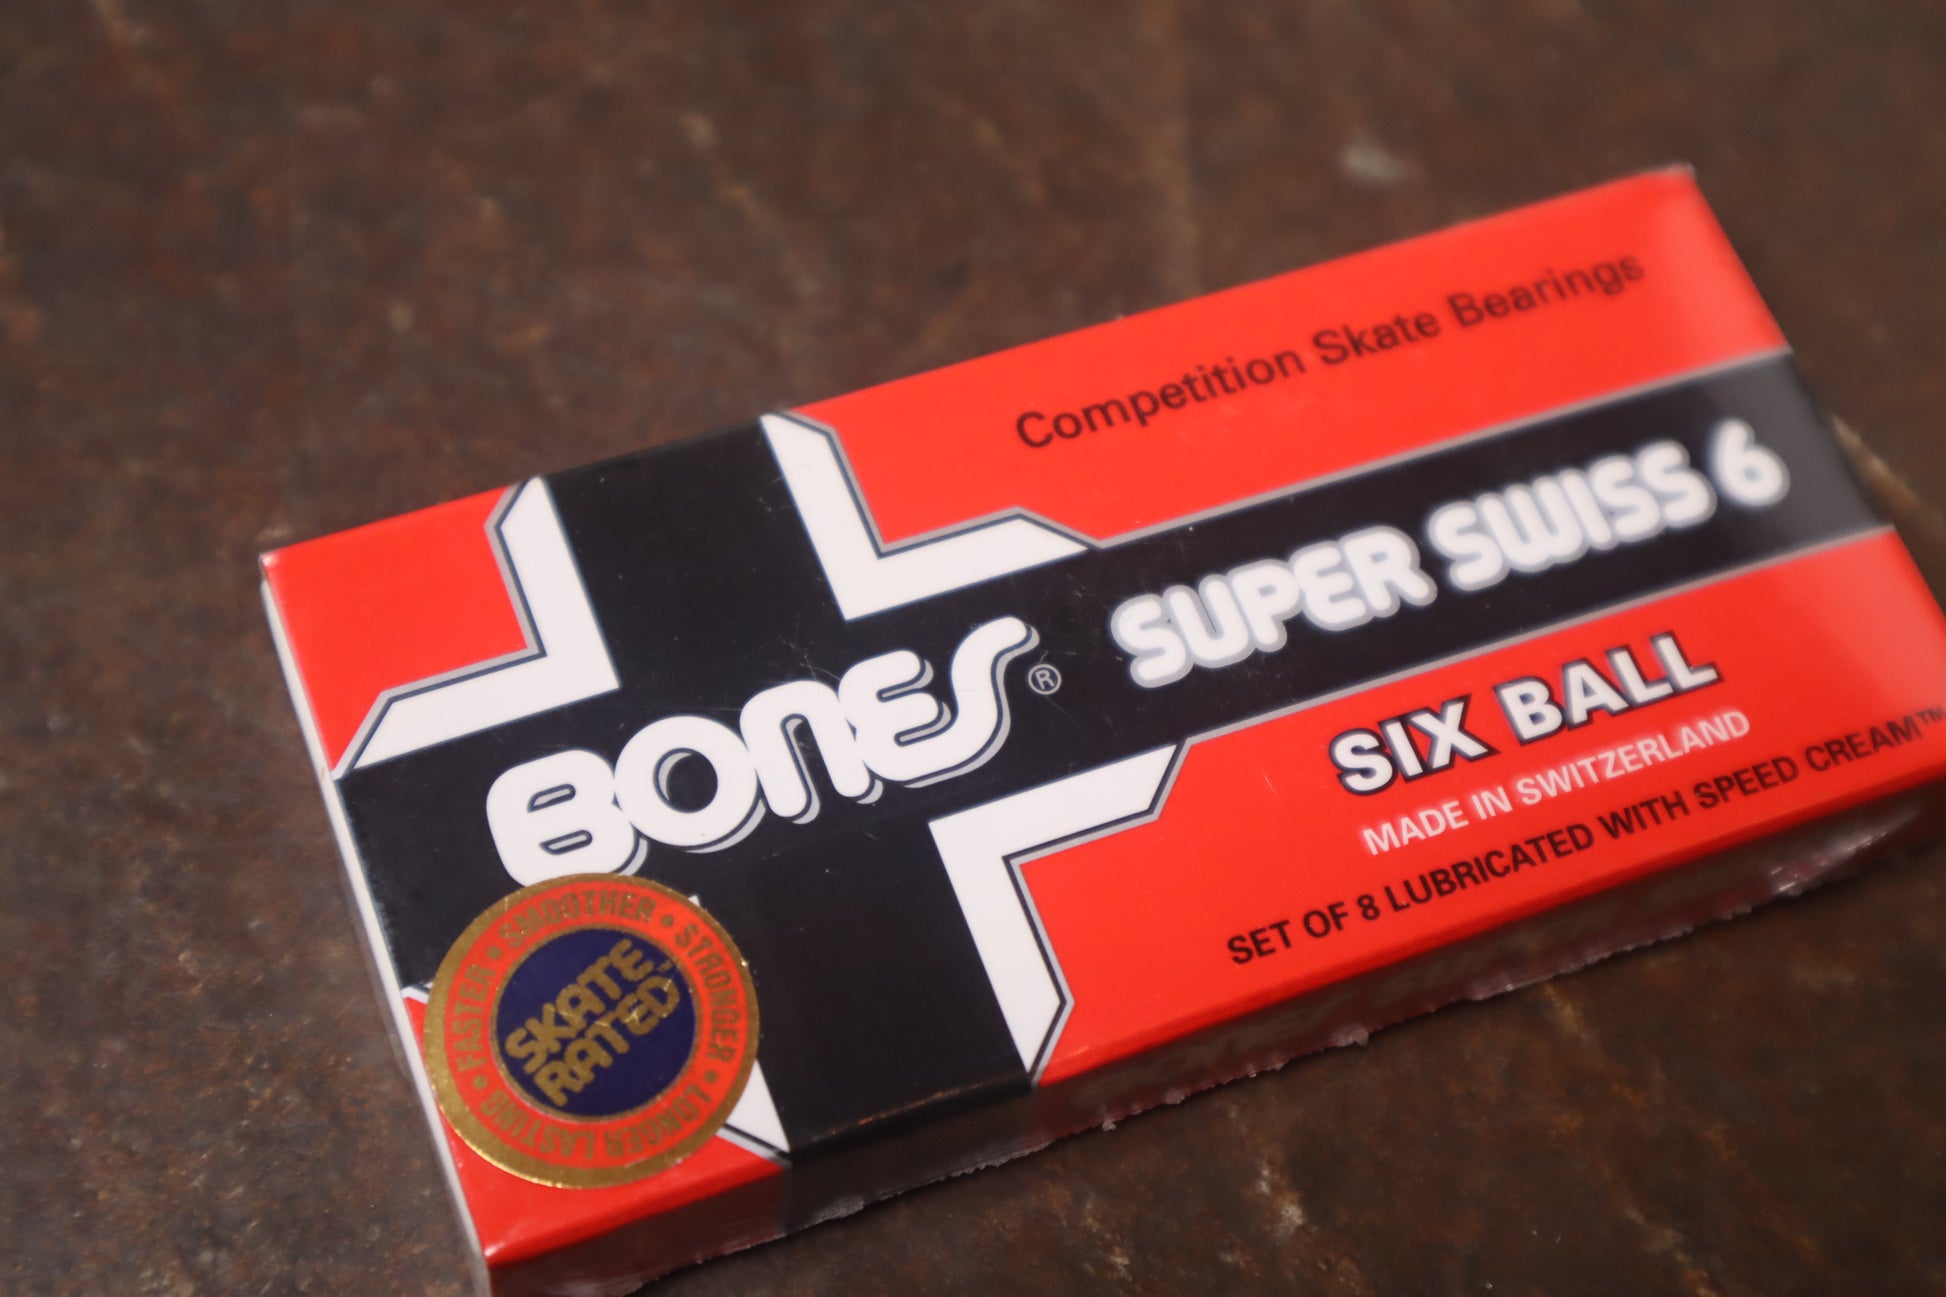 Competition Skate Bearings
BONES® SUPER SWISS 6
SIX BALL
MADE IN SWITZERLAND
SET OF 8 LUBRICATED WITH SPEED CREAM™
FASTER • SMOOTHER • STRONGER • LONGER LASTING •
SKATE
RATED